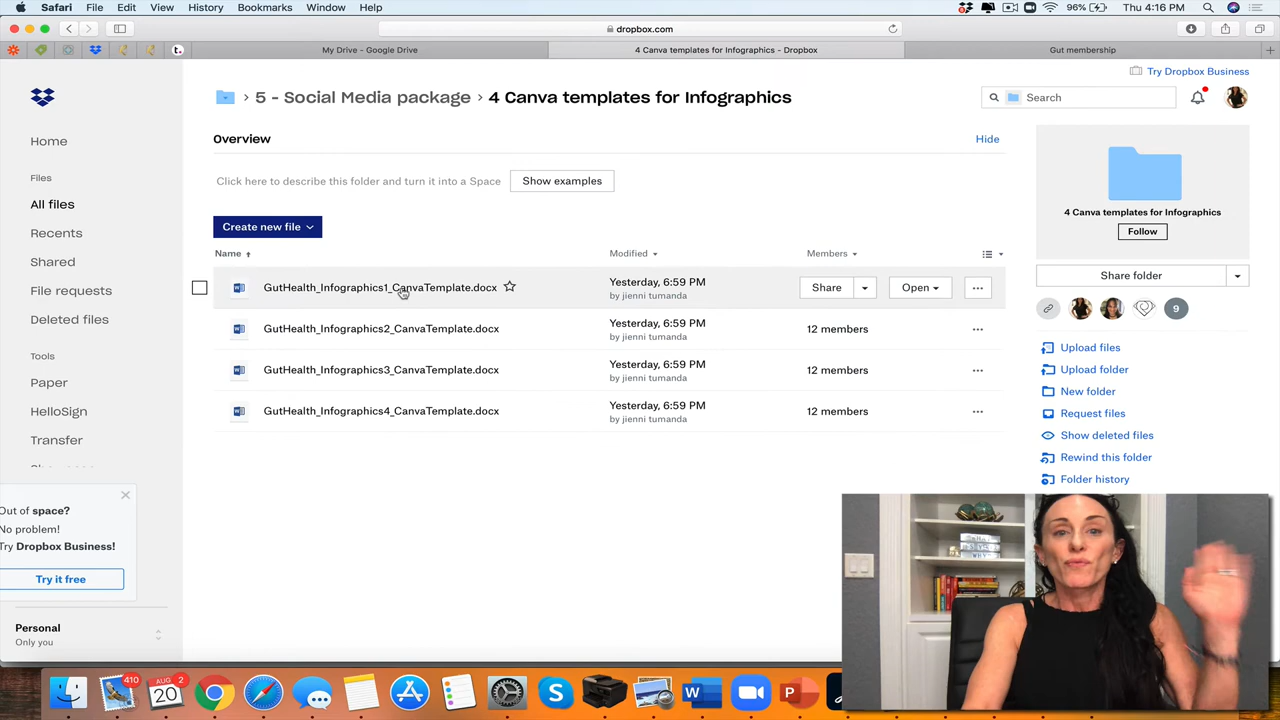 Safari File Edit View History Bookmarks Window Help 96% Thu 4:16 PM
dropbox.com
My Drive - Google Drive 4 Canva templates for Infographics - Dropbox Gut membership
Try Dropbox Business
5 - Social Media package › 4 Canva templates for Infographics
Search
Home
Files
All files
Recents
Shared
File requests
Deleted files
Tools
Paper
HelloSign
Transfer
Out of space?
No problem!
Try Dropbox Business!
Try it free
Personal
Only you
Overview
Hide
Click here to describe this folder and turn it into a Space
Show examples
Create new file
Name Modified Members
GutHealth_Infographics1_CanvaTemplate.docx Yesterday, 6:59 PM Share Open
by jienni tumanda
GutHealth_Infographics2_CanvaTemplate.docx Yesterday, 6:59 PM 12 members
by jienni tumanda
GutHealth_Infographics3_CanvaTemplate.docx Yesterday, 6:59 PM 12 members
by jienni tumanda
GutHealth_Infographics4_CanvaTemplate.docx Yesterday, 6:59 PM 12 members
by jienni tumanda
4 Canva templates for Infographics
Follow
Share folder
9
Upload files
Upload folder
New folder
Request files
Show deleted files
Rewind this folder
Folder history
410
AUG 2
20